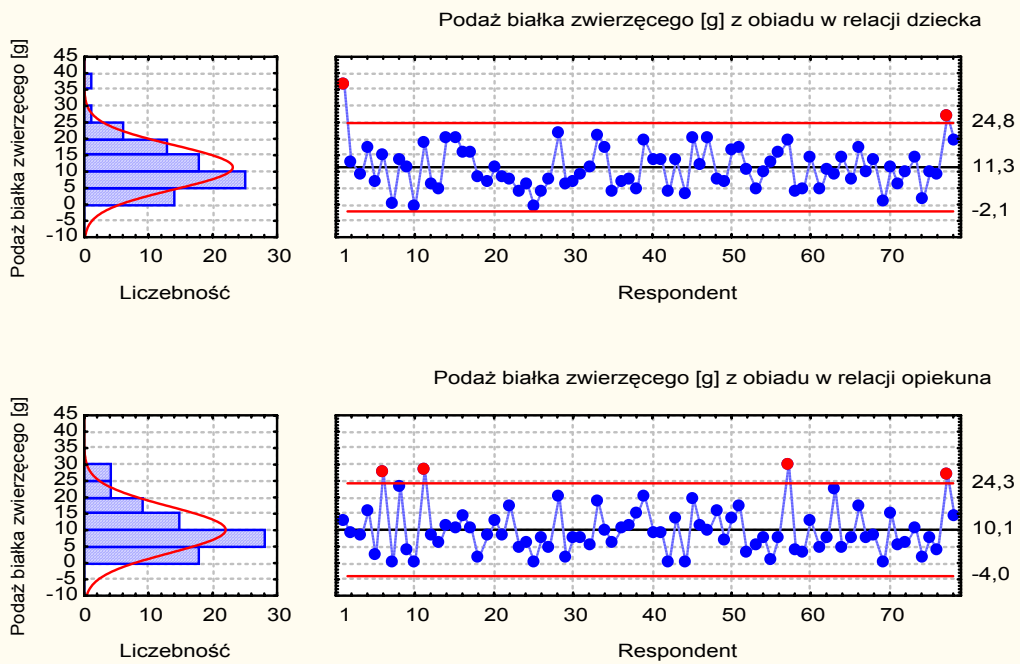 Podaż białka zwierzęcego [g] z obiadu w relacji dziecka
Podaż białka zwierzęcego [g]
45
40
35
30
25
20
15
10
5
0
-5
-10
0 10 20 30
Liczebność
24,8
11,3
-2,1
1 10 20 30 40 50 60 70
Respondent
Podaż białka zwierzęcego [g] z obiadu w relacji opiekuna
Podaż białka zwierzęcego [g]
45
40
35
30
25
20
15
10
5
0
-5
-10
0 10 20 30
Liczebność
24,3
10,1
-4,0
1 10 20 30 40 50 60 70
Respondent